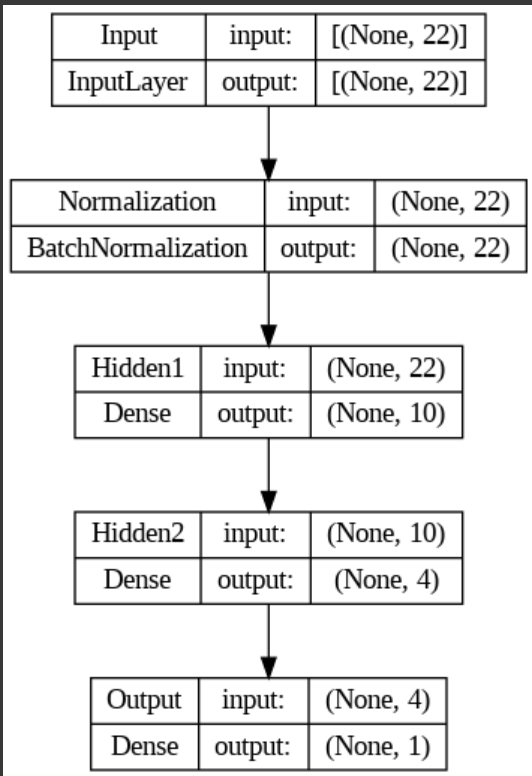 Input input: [(None, 22)]
InputLayer output: [(None, 22)]
Normalization input: (None, 22)
BatchNormalization output: (None, 22)
Hidden1 input: (None, 22)
Dense output: (None, 10)
Hidden2 input: (None, 10)
Dense output: (None, 4)
Output input: (None, 4)
Dense output: (None, 1)